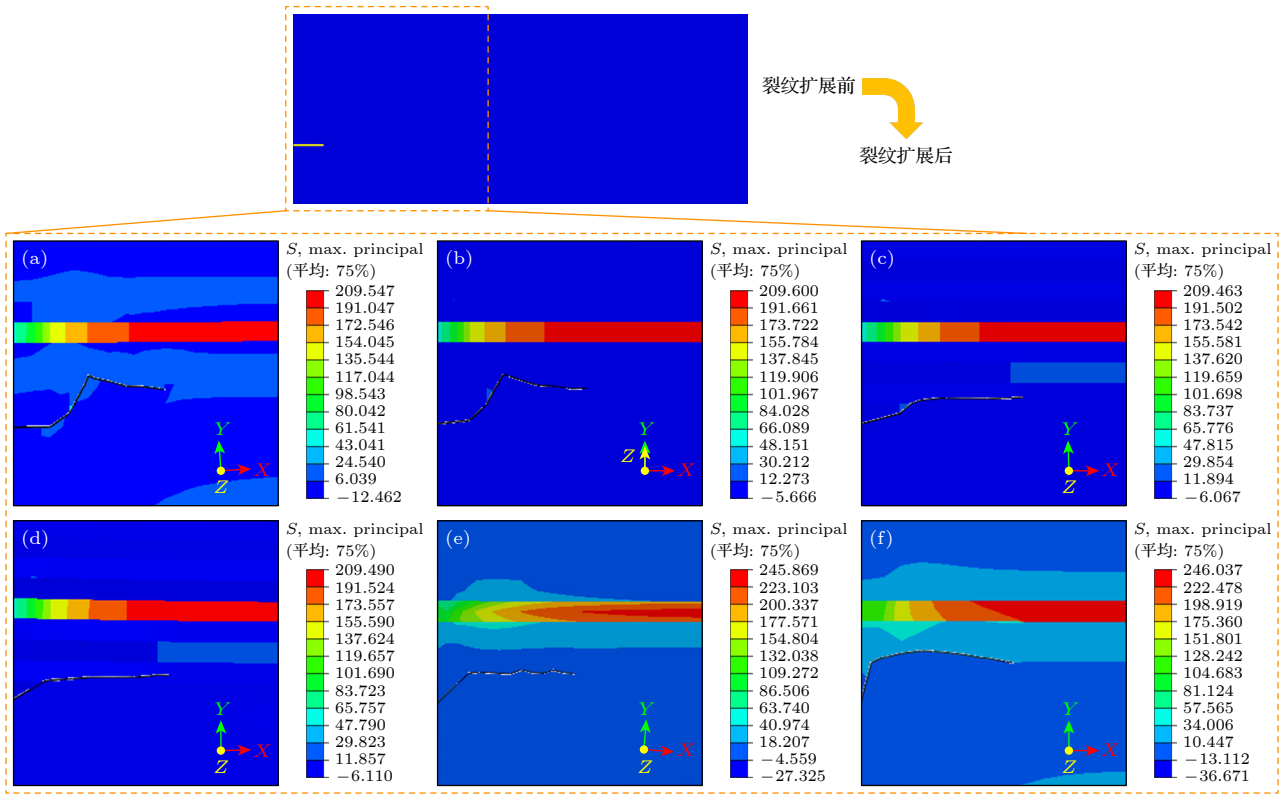 裂纹扩展前
裂纹扩展后
(a)
S, max. principal
(平均: 75%)
209.547
191.047
172.546
154.045
135.544
117.044
98.543
80.042
61.541
43.041
24.540
6.039
−12.462
Y
X
Z
(b)
S, max. principal
(平均: 75%)
209.600
191.661
173.722
155.784
137.845
119.906
101.967
84.028
66.089
48.151
30.212
12.273
−5.666
Y
Z
X
(c)
S, max. principal
(平均: 75%)
209.463
191.502
173.542
155.581
137.620
119.659
101.698
83.737
65.776
47.815
29.854
11.894
−6.067
Y
X
Z
(d)
S, max. principal
(平均: 75%)
209.490
191.524
173.557
155.590
137.624
119.657
101.690
83.723
65.757
47.790
29.823
11.857
−6.110
Y
X
Z
(e)
S, max. principal
(平均: 75%)
245.869
223.103
200.337
177.571
154.804
132.038
109.272
86.506
63.740
40.974
18.207
−4.559
−27.325
Y
X
Z
(f)
S, max. principal
(平均: 75%)
246.037
222.478
198.919
175.360
151.801
128.242
104.683
81.124
57.565
34.006
10.447
−13.112
−36.671
Y
X
Z